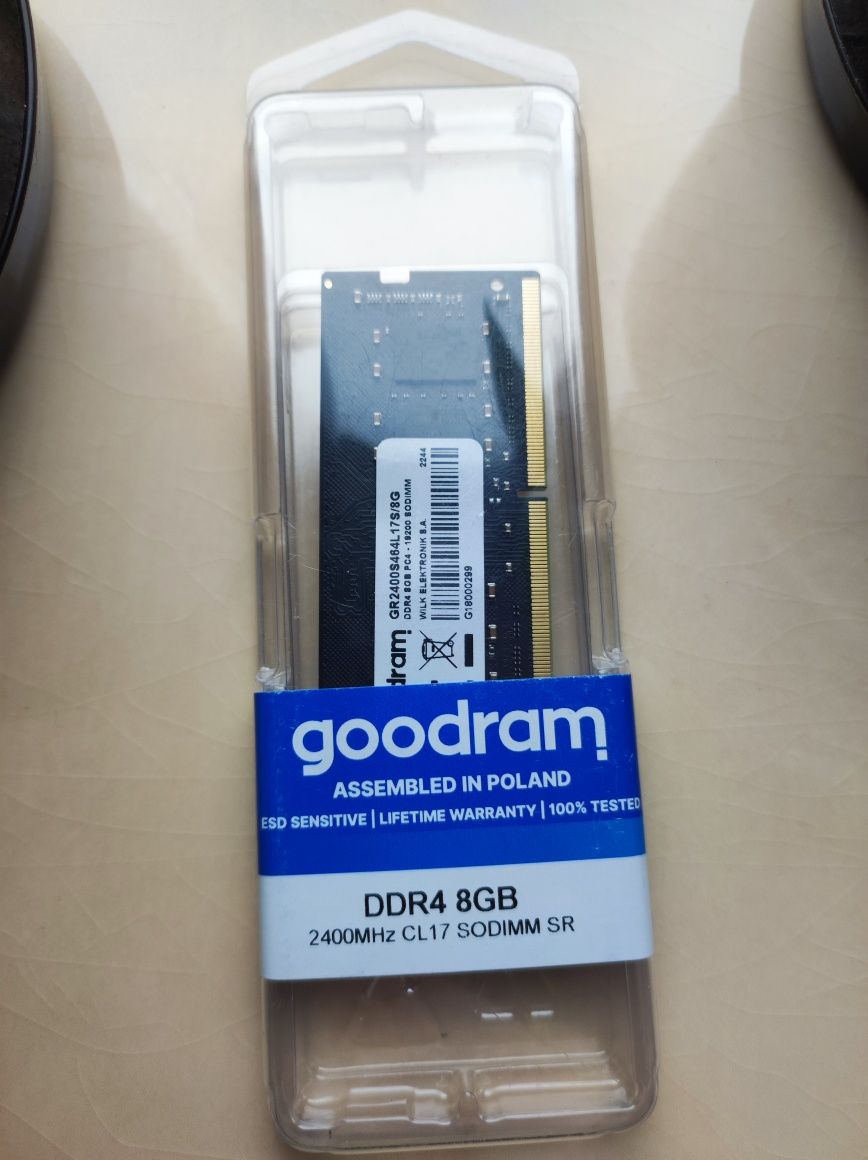 GR2400S464L17S/8G
DDR4 8GB PC4 - 19200 SODIMM
WILK ELEKTRONIK S.A.
2244
G18000299
dram
goodram
ASSEMBLED IN POLAND
ESD SENSITIVE | LIFETIME WARRANTY | 100% TESTED
DDR4 8GB
2400MHz CL17 SODIMM SR